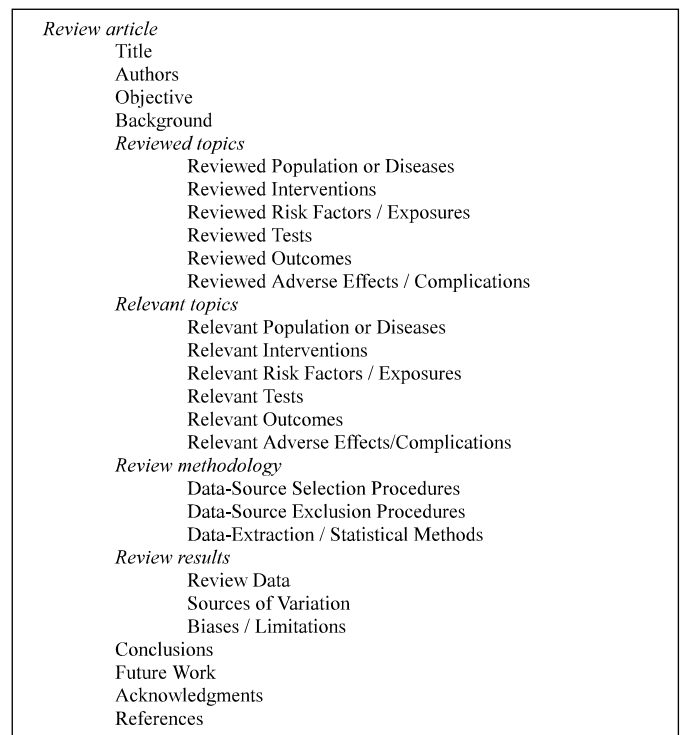 Review article
Title
Authors
Objective
Background
Reviewed topics
Reviewed Population or Diseases
Reviewed Interventions
Reviewed Risk Factors / Exposures
Reviewed Tests
Reviewed Outcomes
Reviewed Adverse Effects / Complications
Relevant topics
Relevant Population or Diseases
Relevant Interventions
Relevant Risk Factors / Exposures
Relevant Tests
Relevant Outcomes
Relevant Adverse Effects/Complications
Review methodology
Data-Source Selection Procedures
Data-Source Exclusion Procedures
Data-Extraction / Statistical Methods
Review results
Review Data
Sources of Variation
Biases / Limitations
Conclusions
Future Work
Acknowledgments
References